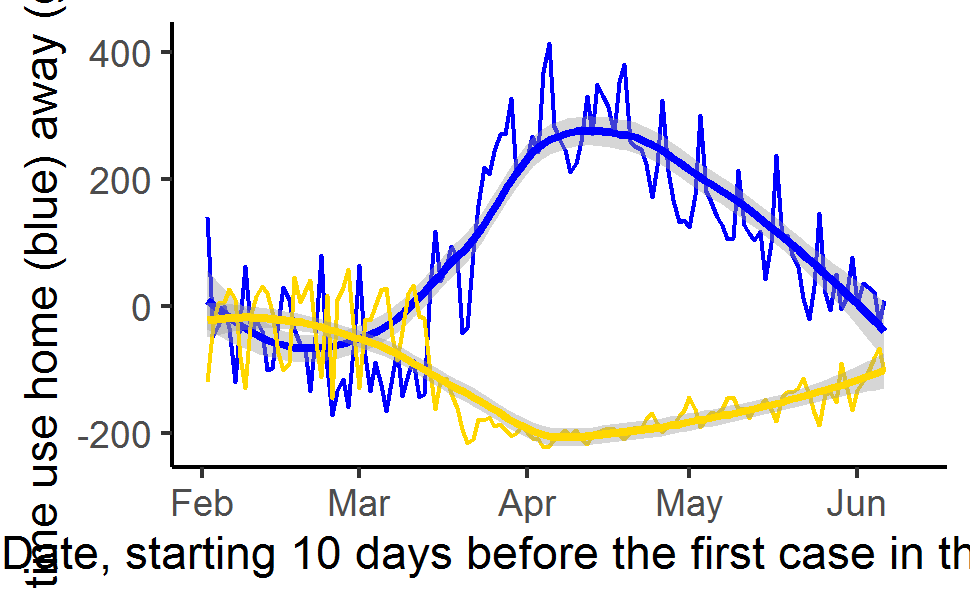 time use home (blue) away (
400
200
0
-200
Feb Mar Apr May Jun
Date, starting 10 days before the first case in th